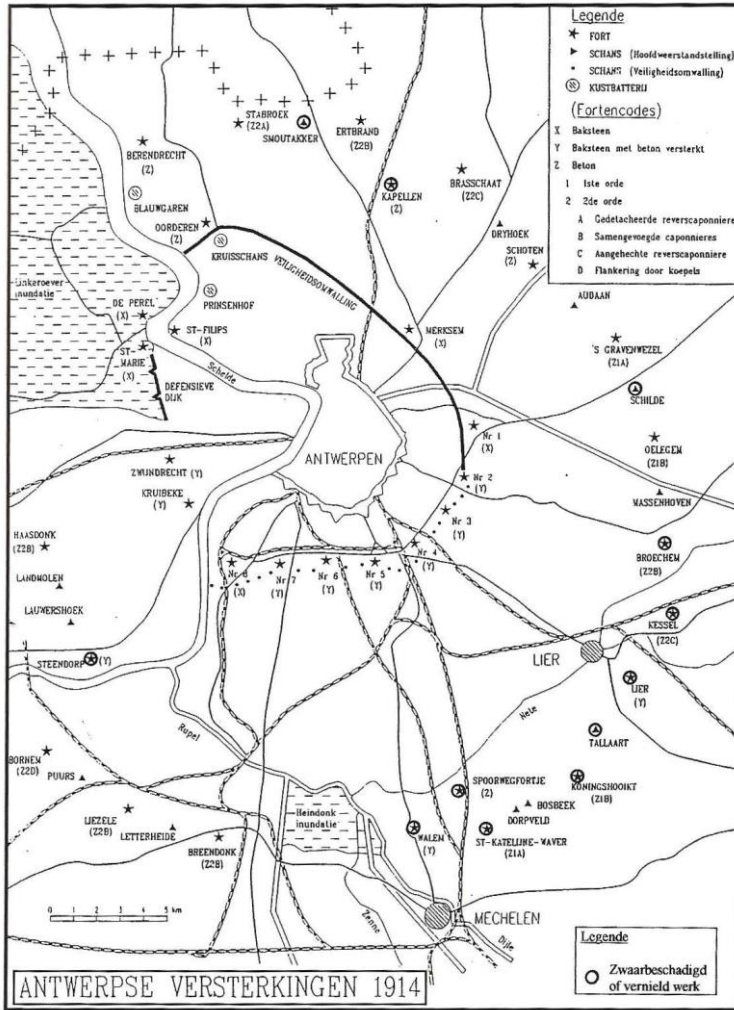 Legende
FORT
SCHANS (Hoofdweerstandstelling)
SCHANS (Veiligheidsomwalling)
KUSTBATTERIJ
(Fortencodes)
X Baksteen
Y Baksteen met beton versterkt
Z Beton
1 1ste orde
2 2de orde
A Gedetacheerde reverscaponniere
B Samengevoegde caponnieres
C Aangehechte reverscaponniere
D Flankering door koepels
STABROEK
(Z2A)
SMOUTAKKER
ERTBRAND
(Z2B)
BERENDRECHT
(Z)
KAPELLEN
(Z)
BRASSCHAAT
(Z2C)
BLAUWGAREN
OORDEREN
(Z)
KRUISSCHANS
VEILIGHEIDSOMWALLING
DRYHOEK
SCHOTEN
(Z)
Linkeroever
inundatie
DE PEREL
(X)
PRINSENHOF
ST-FILIPS
(X)
MERKSEM
(X)
AUDAAN
'S GRAVENWEZEL
(Z1A)
ST-
MARIE
(X)
Schelde
DEFENSIEVE
DIJK
SCHILDE
Nr 1
(X)
OELEGEM
(Z1B)
ANTWERPEN
ZWIJNDRECHT (Y)
Nr 2
(Y)
MASSENHOVEN
KRUIBEKE
(Y)
Nr 3
(Y)
HAASDONK
(Z2B)
Nr 4
(Y)
BROECHEM
(Z2B)
Nr 8
(X)
Nr 7
(Y)
Nr 6
(Y)
Nr 5
(Y)
LANDMOLEN
LAUWERSHOEK
KESSEL
(Z2C)
STEENDORP (Y)
LIER
LIER
(Y)
Rupel
Nete
TALLAART
BORNEM
(Z2D)
PUURS
SPOORWEGFORTJE
(Z)
KONINGSHOOIKT
(Z1B)
BOSBEEK
DORPVELD
LIEZELE
(Z2B)
LETTERHEIDE
BREENDONK
(Z2B)
Heindonk
inundatie
WALEM
(Y)
ST-KATELIJNE-WAVER
(Z1A)
0 1 2 3 4 5 km
Zenne
MECHELEN
Dijle
Legende
Zwaarbeschadigd
of vernield werk
ANTWERPSE VERSTERKINGEN 1914